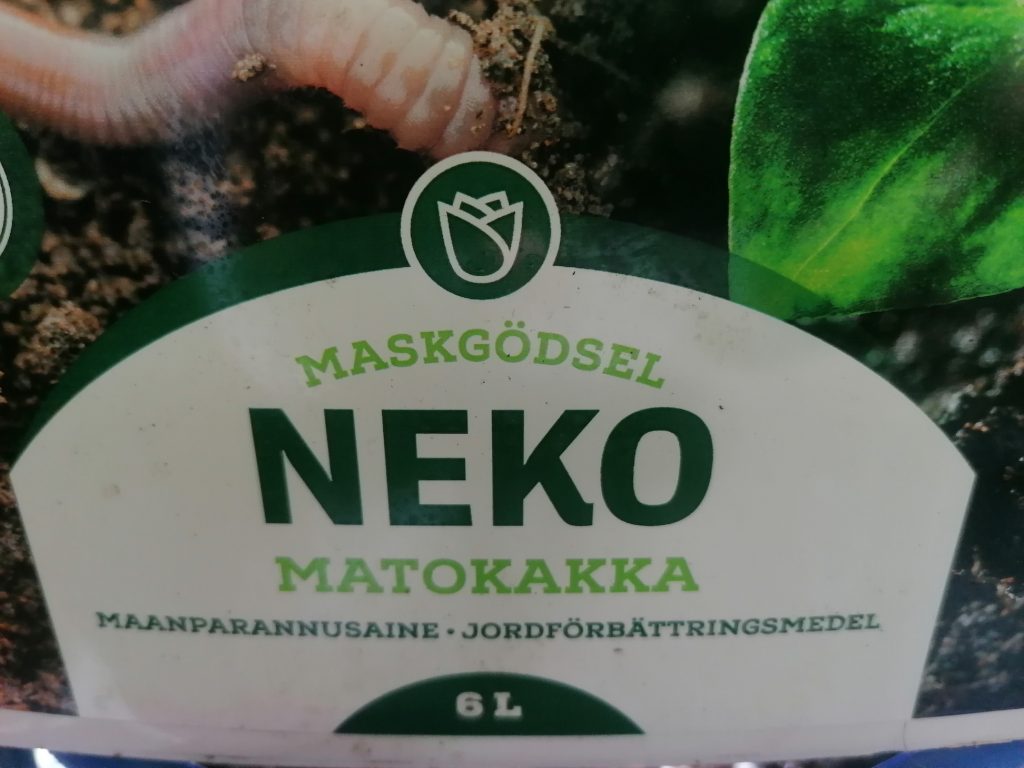 MASKGÖDSEL
NEKO
MATOKAKKA
MAANPARANNUSAINE • JORDFÖRBÄTTRINGSMEDEL
6 L